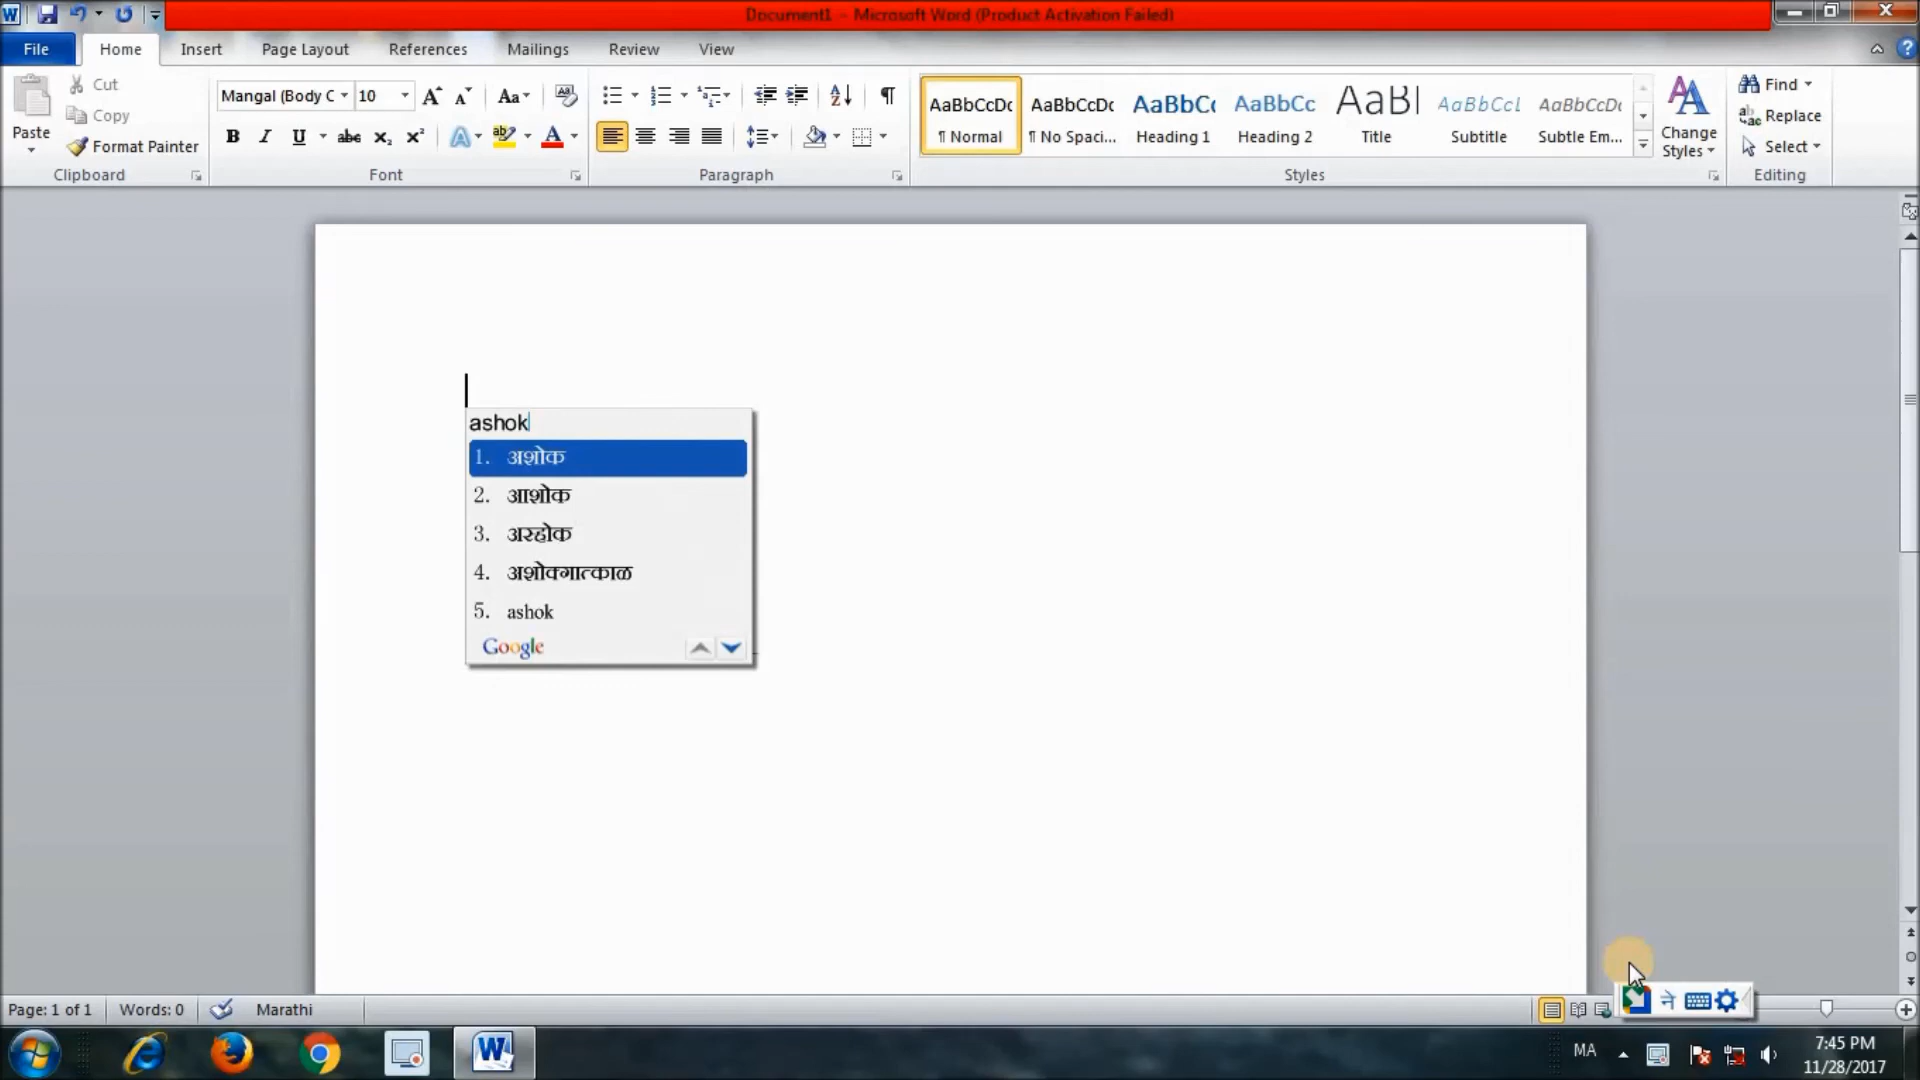 Document1 - Microsoft Word (Product Activation Failed)
File Home Insert Page Layout References Mailings Review View
Cut
Copy
Paste
Format Painter
Clipboard
Mangal (Body C 10
Font
Paragraph
AaBbCcDc AaBbCcDc AaBbCc AaBbCc AaBl AaBbCcL AaBbCcDc
¶ Normal ¶ No Spaci... Heading 1 Heading 2 Title Subtitle Subtle Em...
Styles
Change
Styles
Find
Replace
Select
Editing
ashok
1. अशोक
2. आशोक
3. अस्होक
4. अशोक्गात्काळ
5. ashok
Google
ने
Page: 1 of 1 Words: 0 Marathi
MA
7:45 PM
11/28/2017